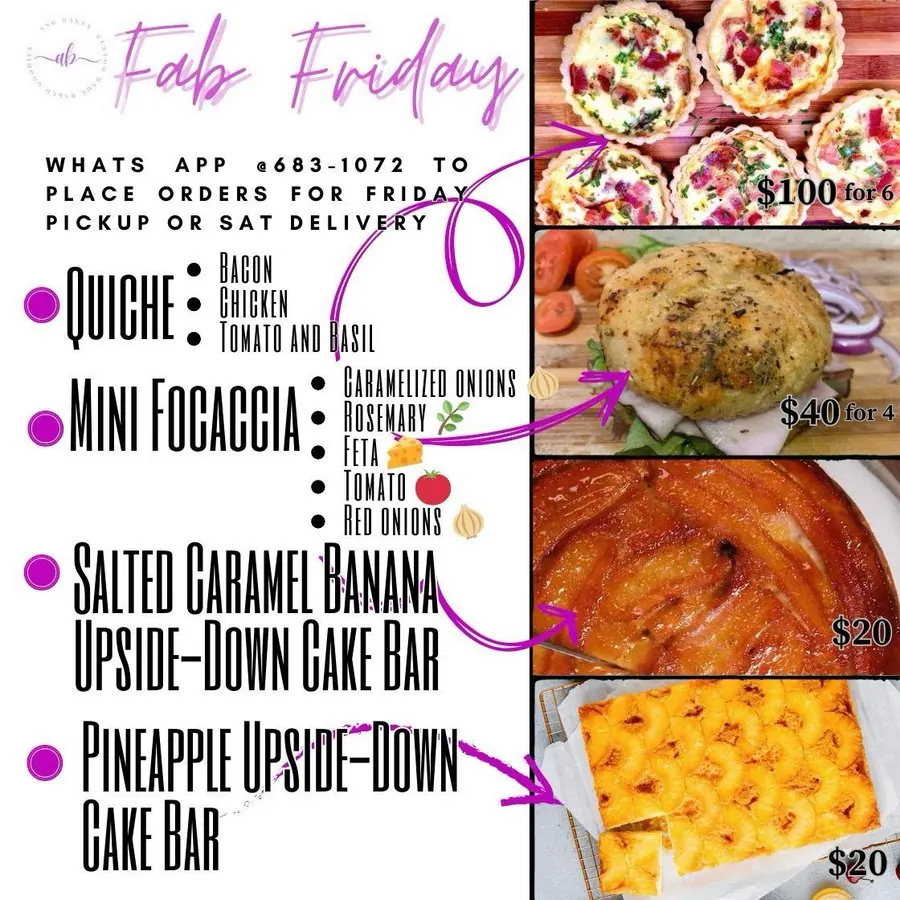 ab
Fab Friday
WHATS APP @683-1072 TO
PLACE ORDERS FOR FRIDAY
PICKUP OR SAT DELIVERY
QUICHE
BACON
CHICKEN
TOMATO AND BASIL
MINI FOCACCIA
CARAMELIZED ONIONS
ROSEMARY
FETA
TOMATO
RED ONIONS
SALTED CARAMEL BANANA
UPSIDE-DOWN CAKE BAR
PINEAPPLE UPSIDE-DOWN
CAKE BAR
$100 for 6
$40 for 4
$20
$20